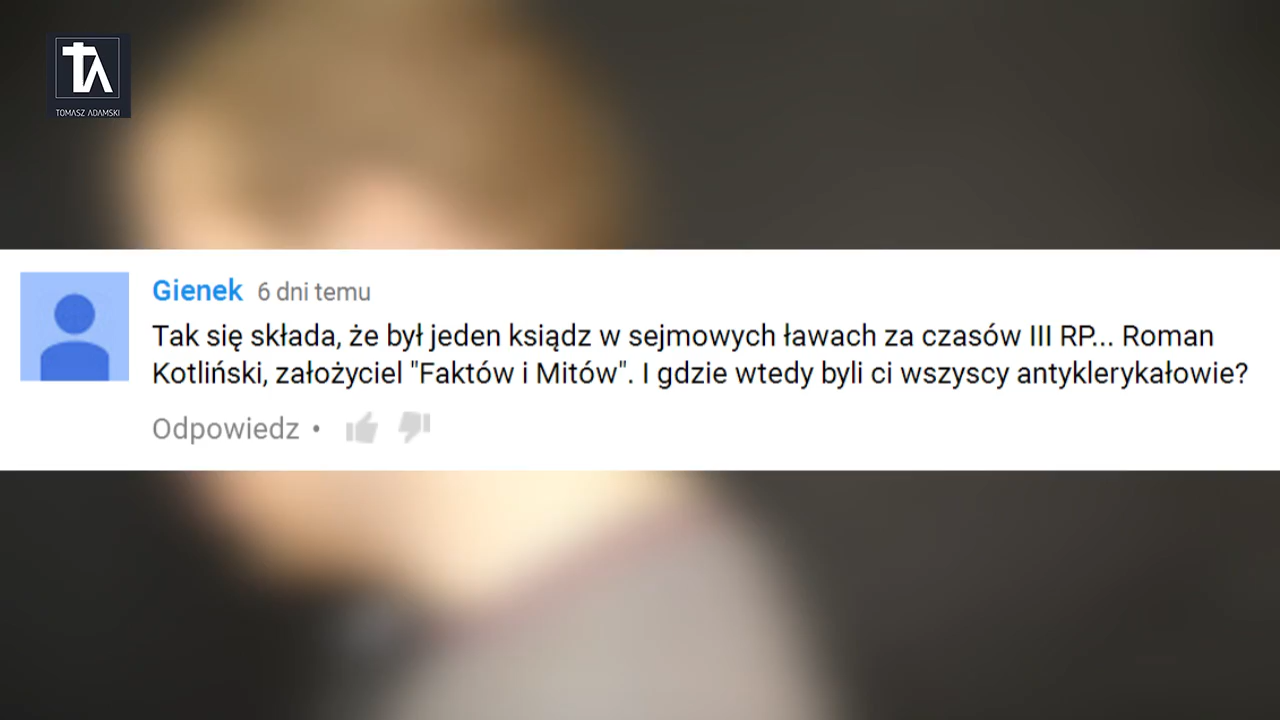 TA
TOMASZ ADAMSKI
Gienek 6 dni temu
Tak się składa, że był jeden ksiądz w sejmowych ławach za czasów III RP... Roman
Kotliński, założyciel "Faktów i Mitów". I gdzie wtedy byli ci wszyscy antyklerykałowie?
Odpowiedz •